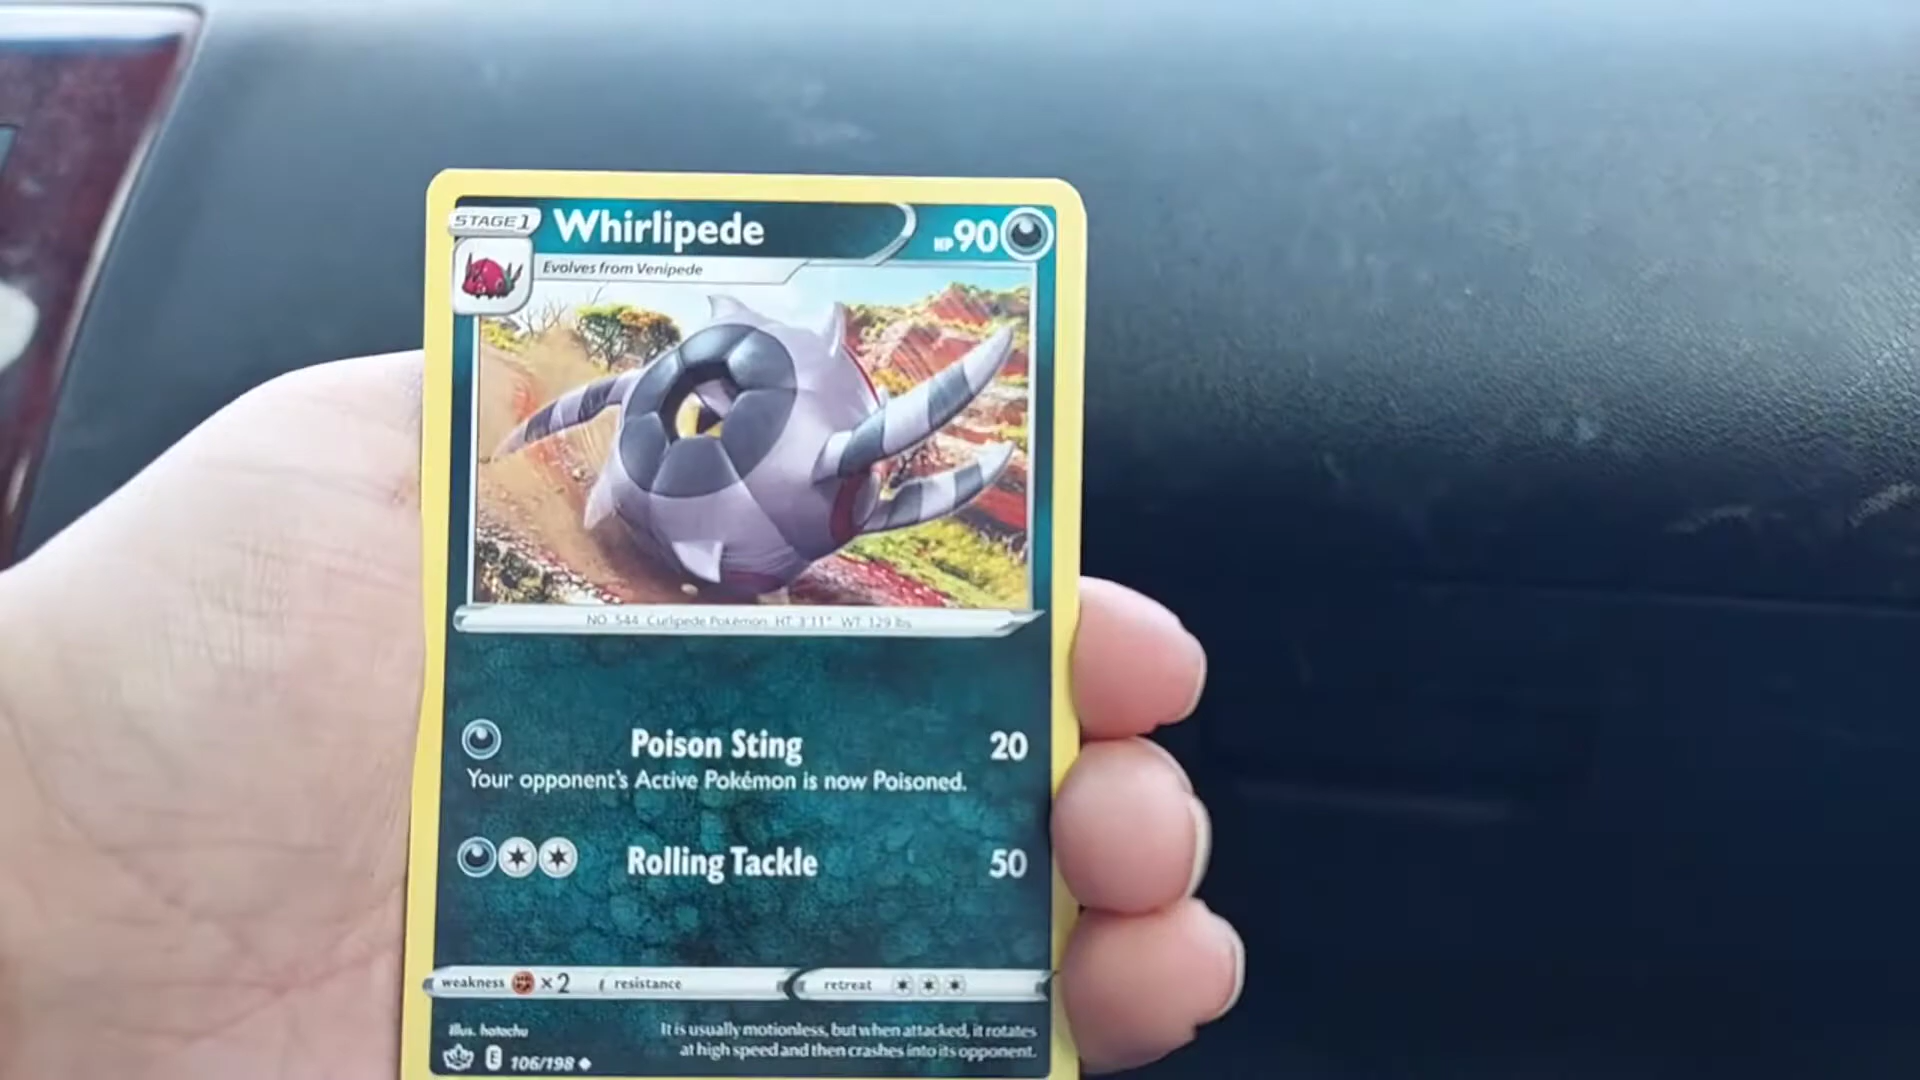 STAGE 1
Whirlipede
HP 90
Evolves from Venipede
NO. 544 Curlipede Pokémon HT: 3'11" WT: 129 lbs
Poison Sting 20
Your opponent's Active Pokémon is now Poisoned.
Rolling Tackle 50
weakness ×2 resistance retreat
Illus. hatachu
It is usually motionless, but when attacked, it rotates
at high speed and then crashes into its opponent.
E 106/198